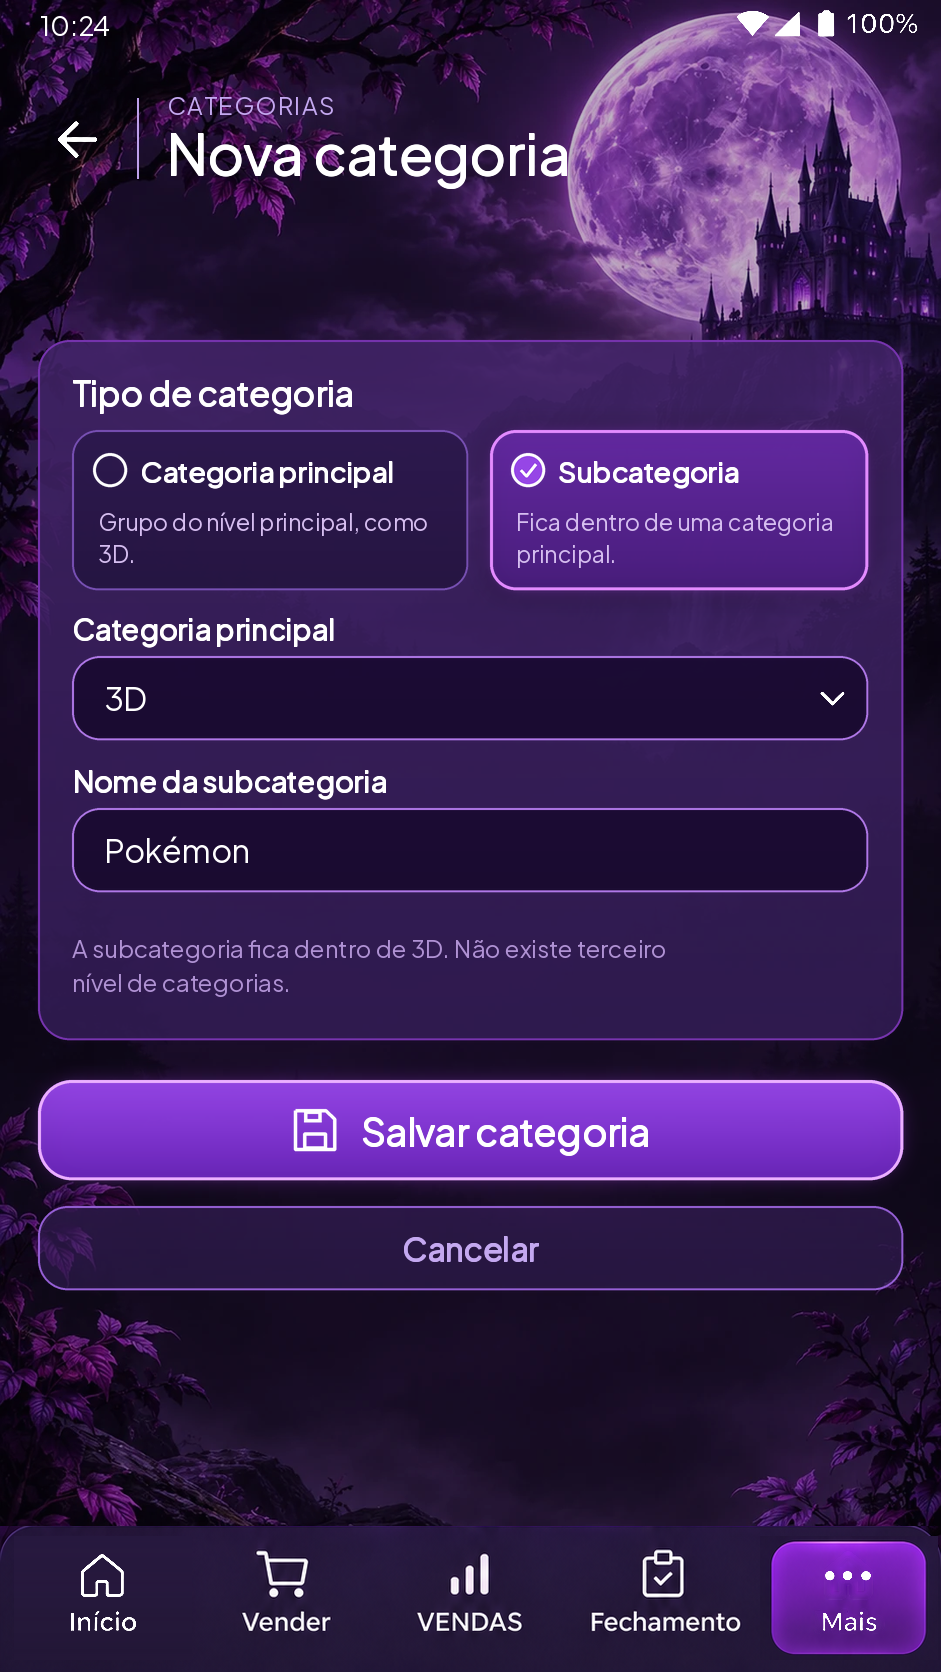 10:24
100%
CATEGORIAS
Nova categoria
Tipo de categoria
Categoria principal
Grupo do nível principal, como
3D.
Subcategoria
Fica dentro de uma categoria
principal.
Categoria principal
3D
Nome da subcategoria
Pokémon
A subcategoria fica dentro de 3D. Não existe terceiro
nível de categorias.
Salvar categoria
Cancelar
Início
Vender
VENDAS
Fechamento
Mais